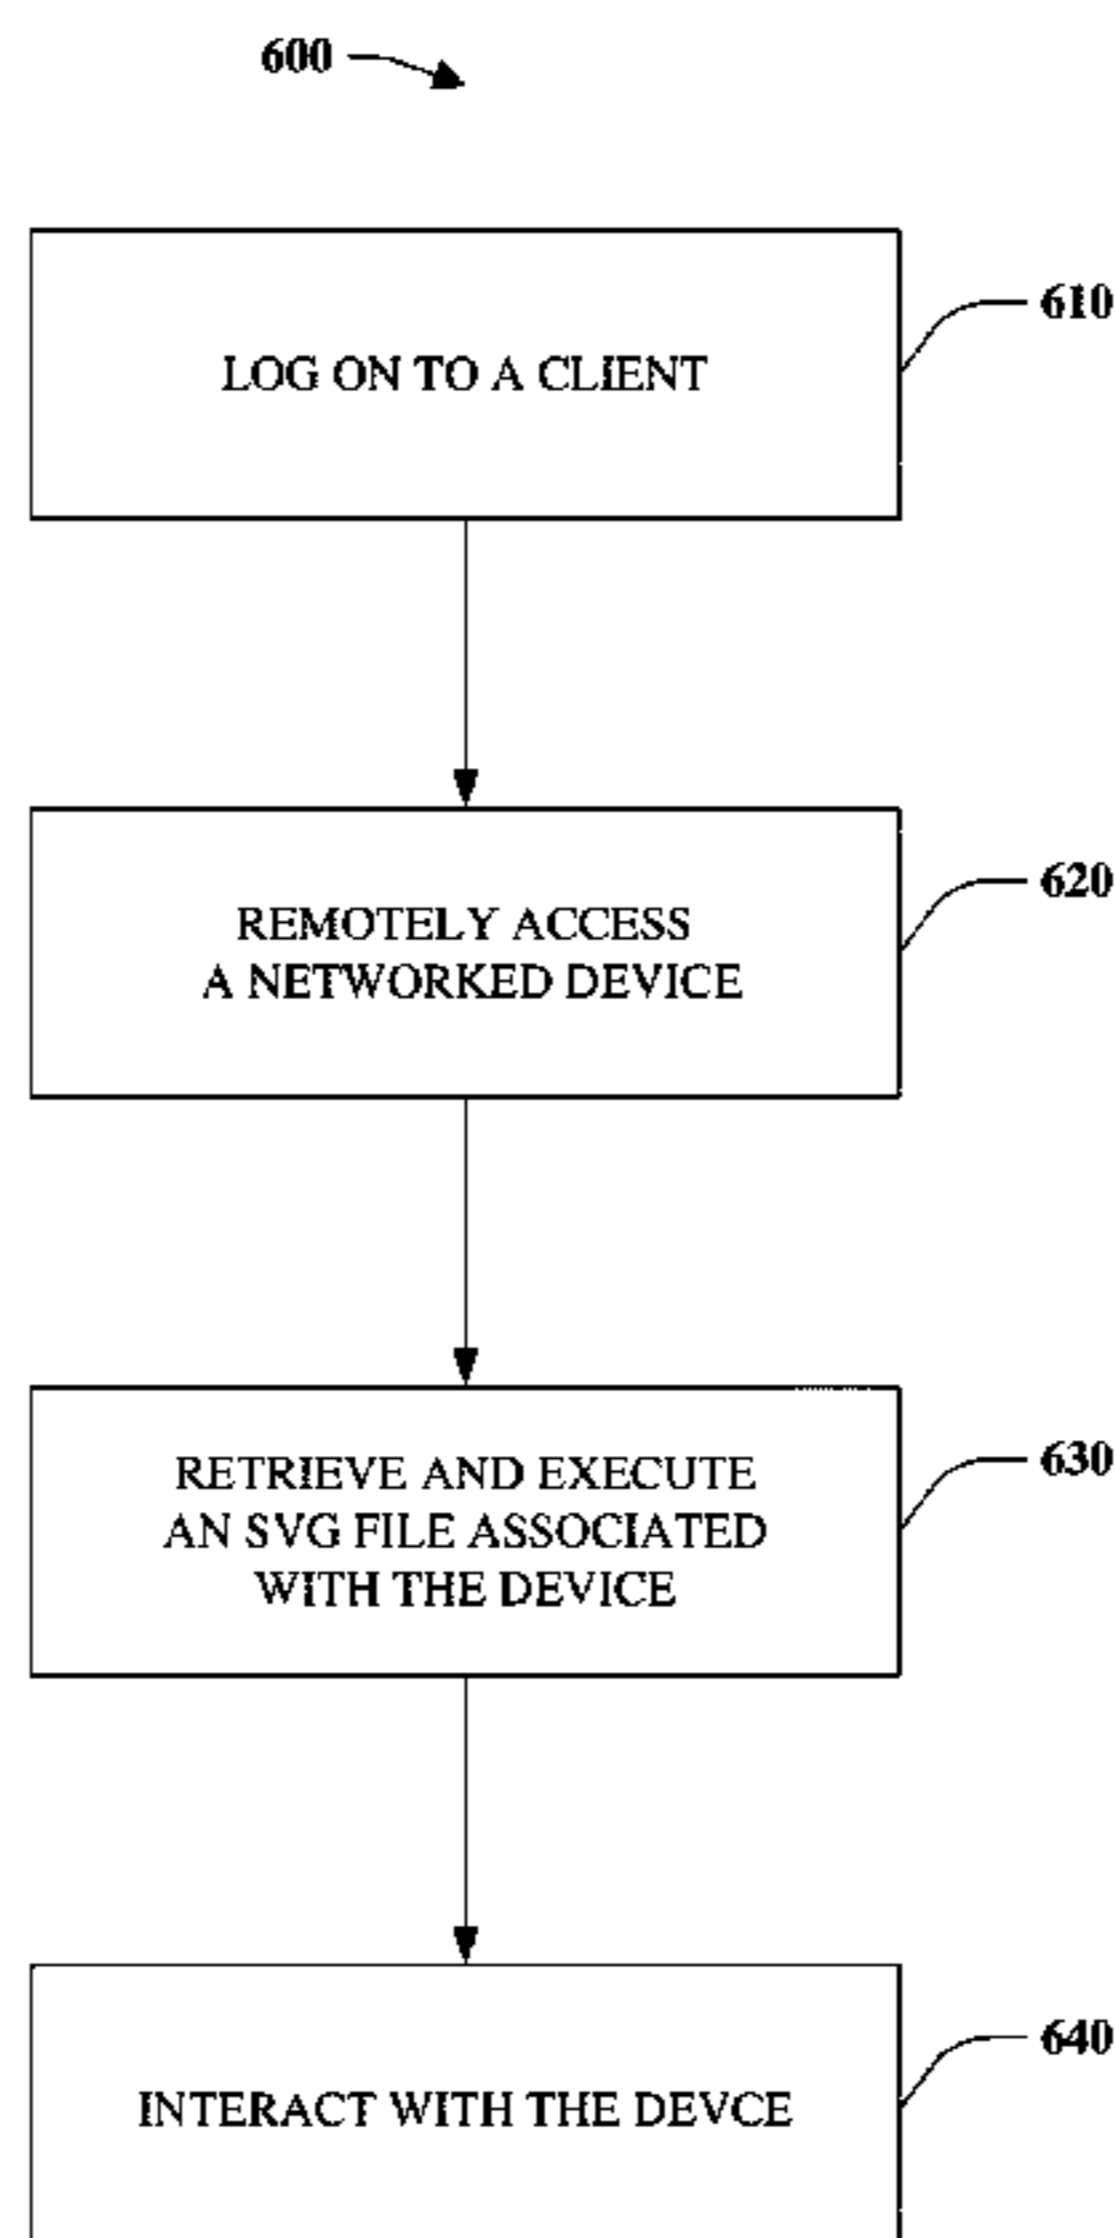 600
LOG ON TO A CLIENT
610
REMOTELY ACCESS
A NETWORKED DEVICE
620
RETRIEVE AND EXECUTE
AN SVG FILE ASSOCIATED
WITH THE DEVICE
630
INTERACT WITH THE DEVCE
640